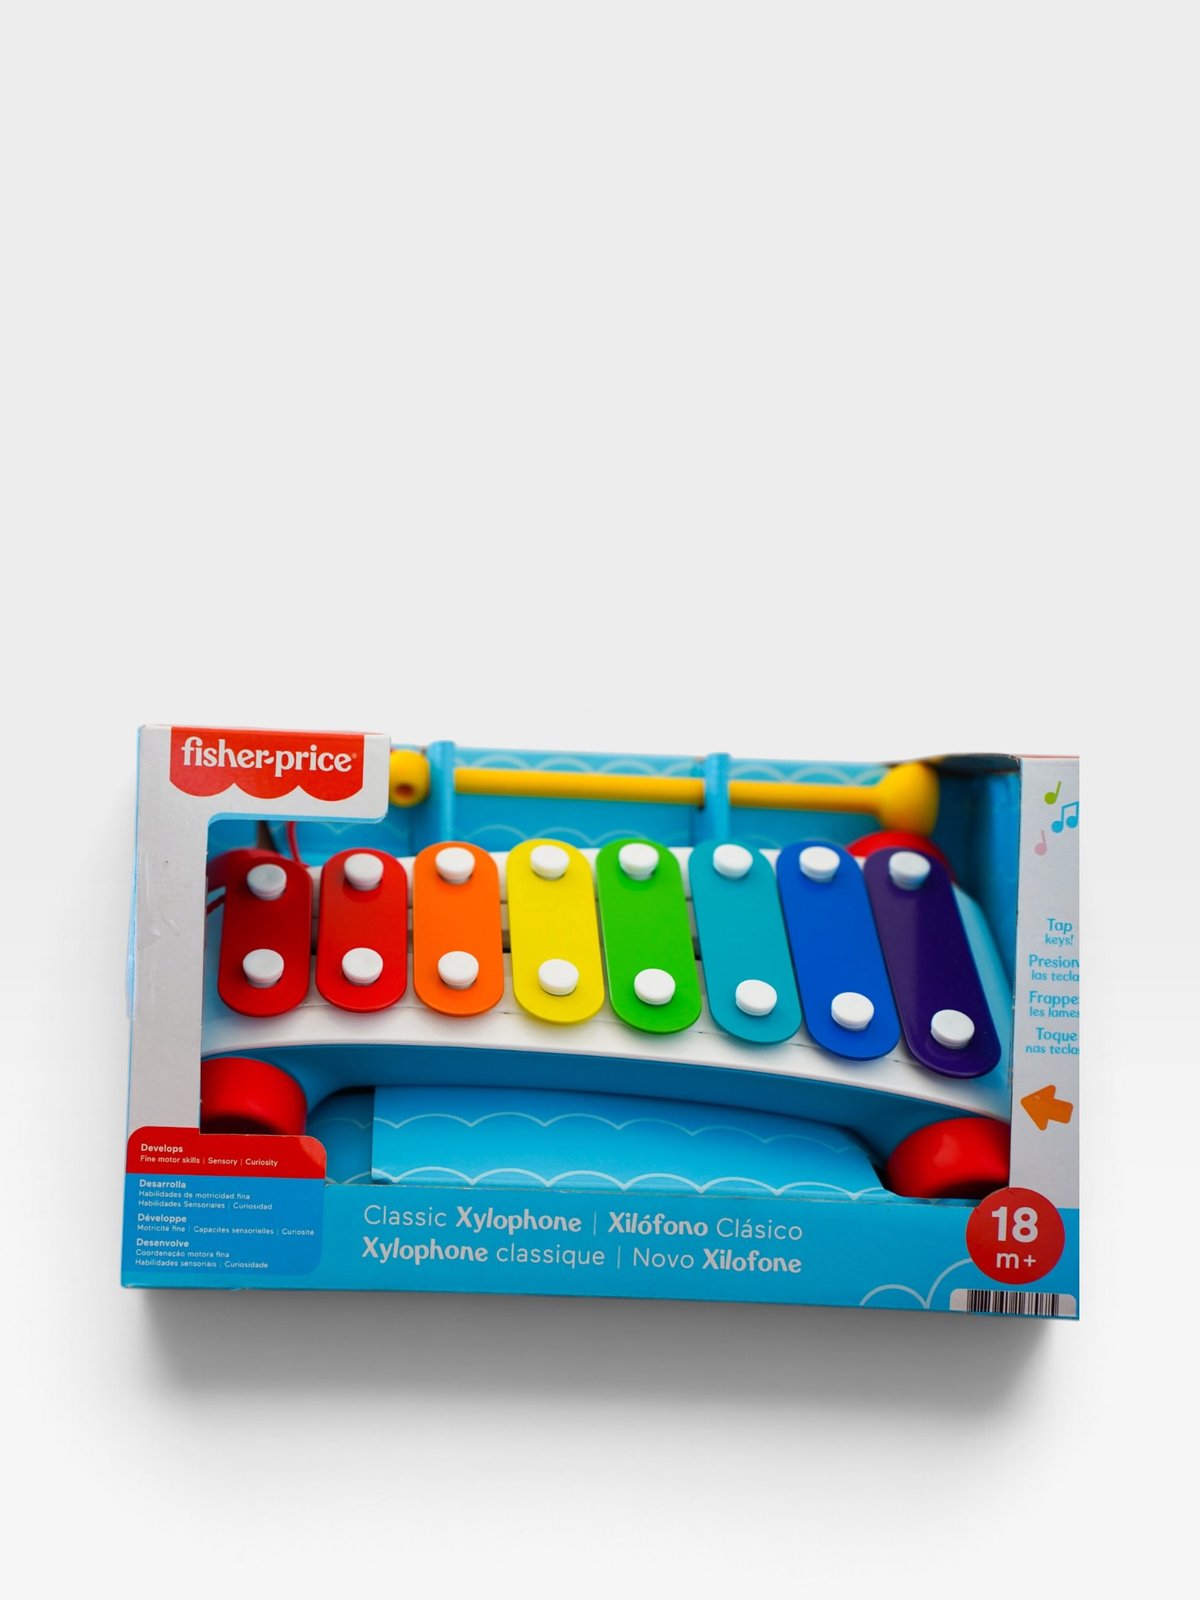 fisher-price
Tap
keys!
Presion
las tecla
Frappe
les lames
Toque
nas tecla
Develops
Fine motor skills | Sensory | Curiosity
Desarrolla
Habilidades de motricidad fina
Habilidades Sensoriales | Curiosidad
Développe
Motricité fine | Capacités sensorielles | Curiosité
Desenvolve
Coordenação motora fina
Habilidades sensoriais | Curiosidade
Classic Xylophone | Xilófono Clásico
Xylophone classique | Novo Xilofone
18
m+